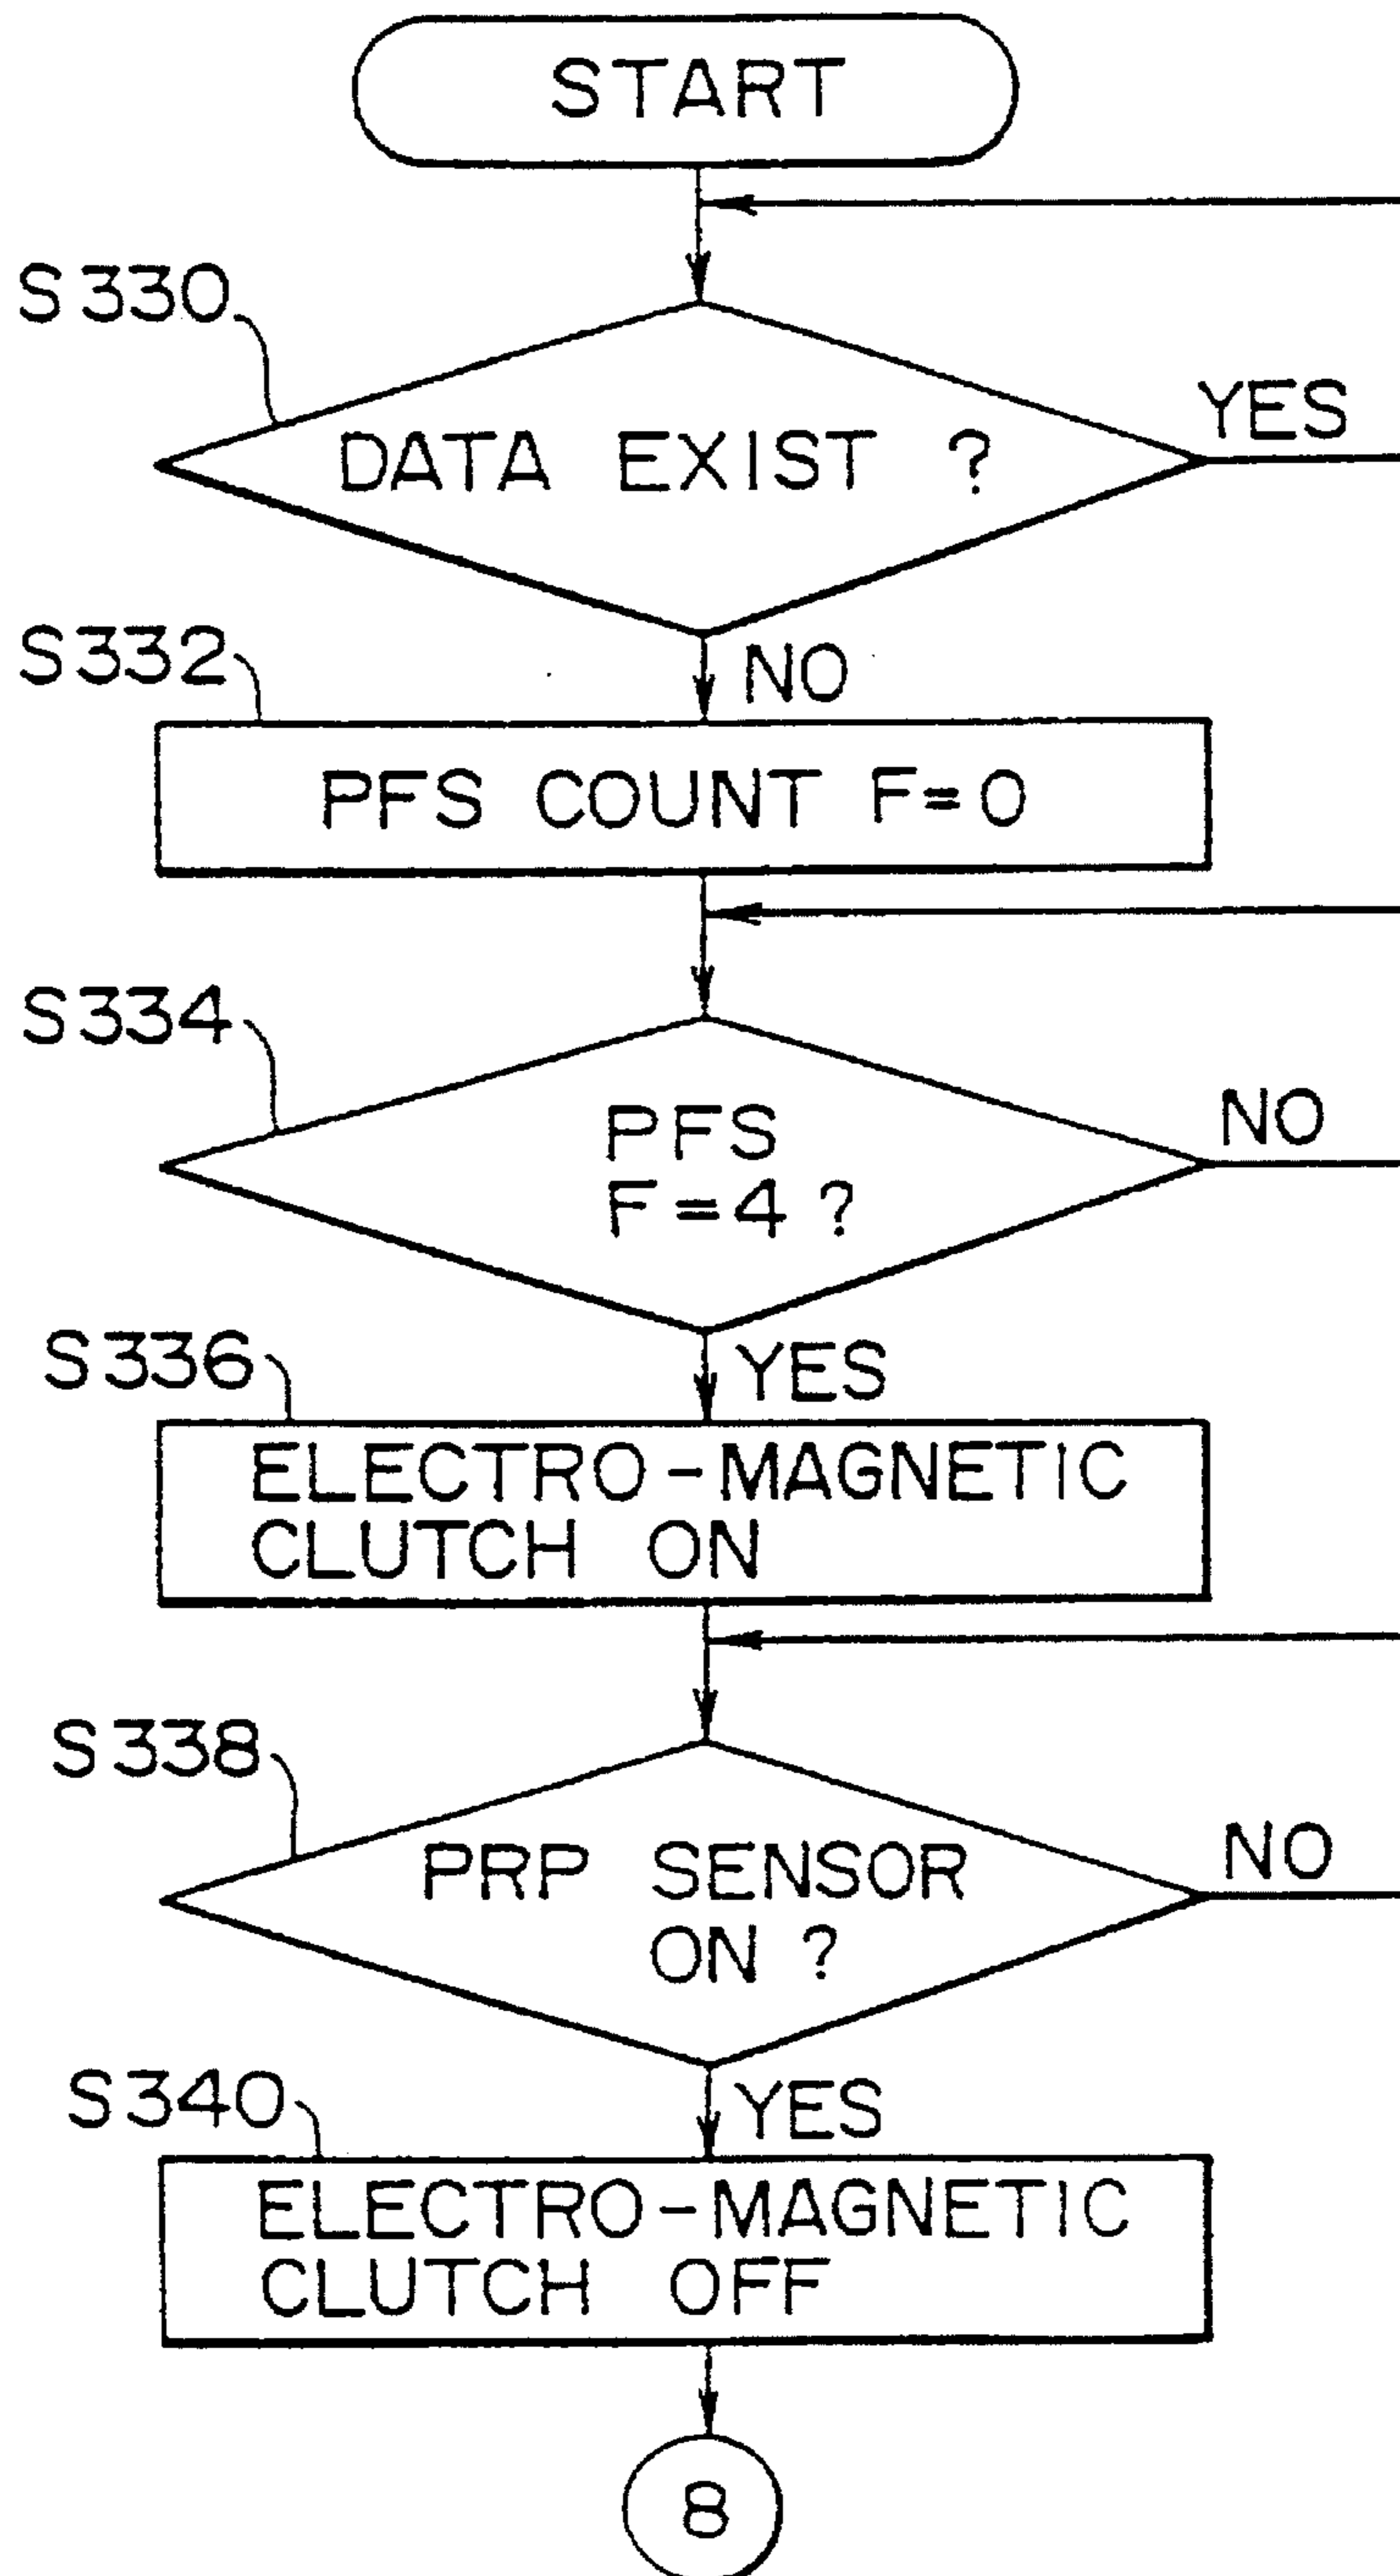 START
S330
YES
DATA EXIST ?
S332
NO
PFS COUNT F=0
S334
NO
PFS
F=4 ?
S336
YES
ELECTRO-MAGNETIC
CLUTCH ON
S338
NO
PRP SENSOR
ON ?
S340
YES
ELECTRO-MAGNETIC
CLUTCH OFF
8